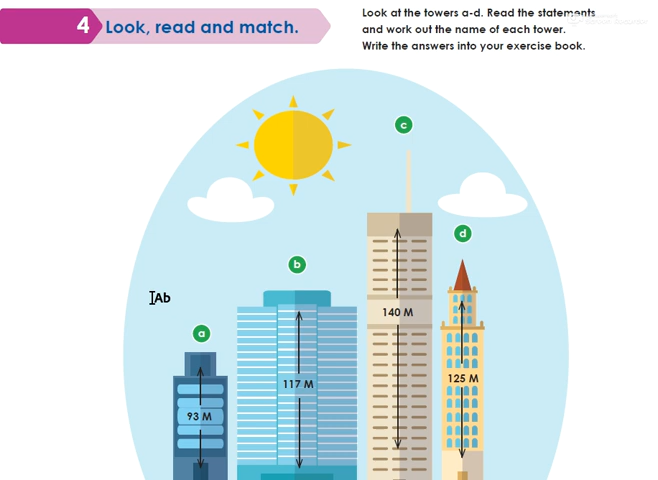 4 Look, read and match.
Look at the towers a-d. Read the statements
and work out the name of each tower.
Write the answers into your exercise book.
c
d
b
Ab
a
140 M
125 M
117 M
93 M